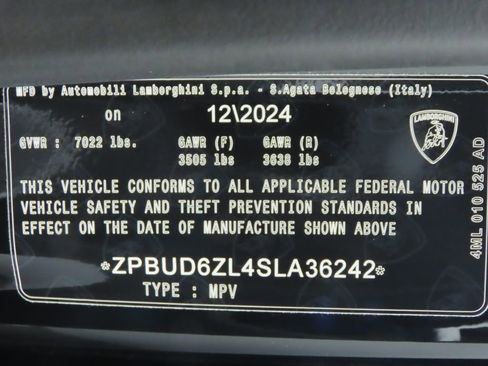 MFD by Automobili Lamborghini S.p.a. - S.Agata Bolognese (Italy)
on 12\2024
GVWR : 7022 lbs. GAWR (F) GAWR (R)
3505 lbs 3638 lbs
LAMBORGHINI
THIS VEHICLE CONFORMS TO ALL APPLICABLE FEDERAL MOTOR
VEHICLE SAFETY AND THEFT PREVENTION STANDARDS IN
EFFECT ON THE DATE OF MANUFACTURE SHOWN ABOVE
*ZPBUD6ZL4SLA36242*
TYPE : MPV
4ML 010 525 AD